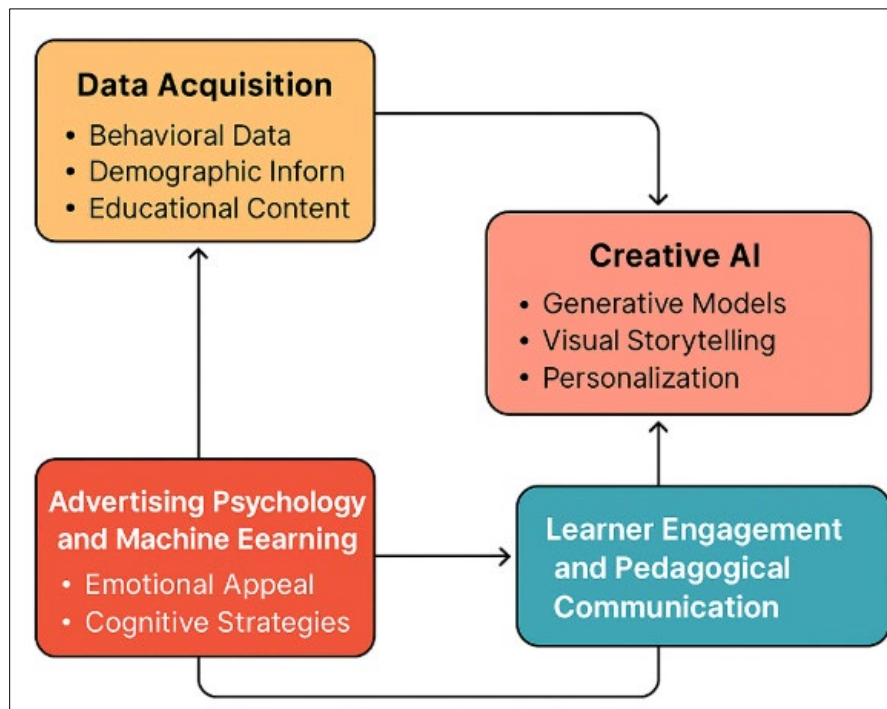 Data Acquisition
• Behavioral Data
• Demographic Inforn
• Educational Content
Creative AI
• Generative Models
• Visual Storytelling
• Personalization
Advertising Psychology
and Machine Eearning
• Emotional Appeal
• Cognitive Strategies
Learner Engagement
and Pedagogical
Communication